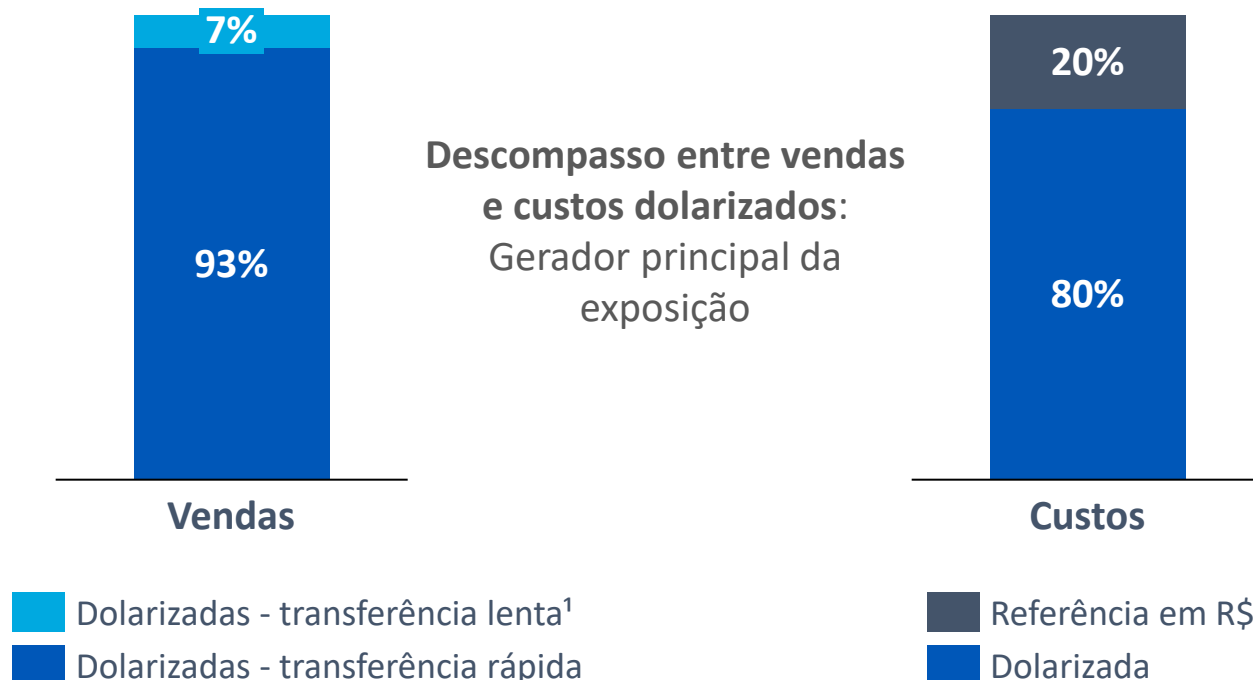 7%
93%
Vendas
Dolarizadas - transferência lenta¹
Dolarizadas - transferência rápida
Descompasso entre vendas
e custos dolarizados:
Gerador principal da
exposição
20%
80%
Custos
Referência em R$
Dolarizada